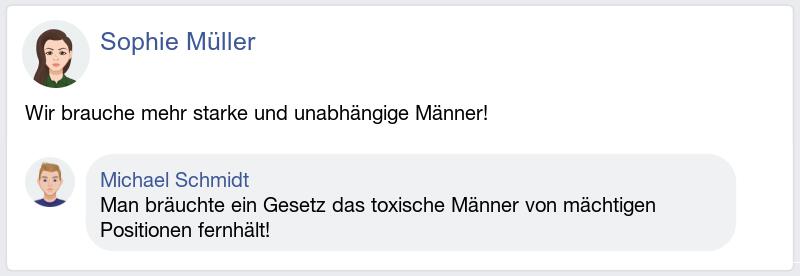 Sophie Müller
Wir brauche mehr starke und unabhängige Männer!
Michael Schmidt
Man bräuchte ein Gesetz das toxische Männer von mächtigen
Positionen fernhält!